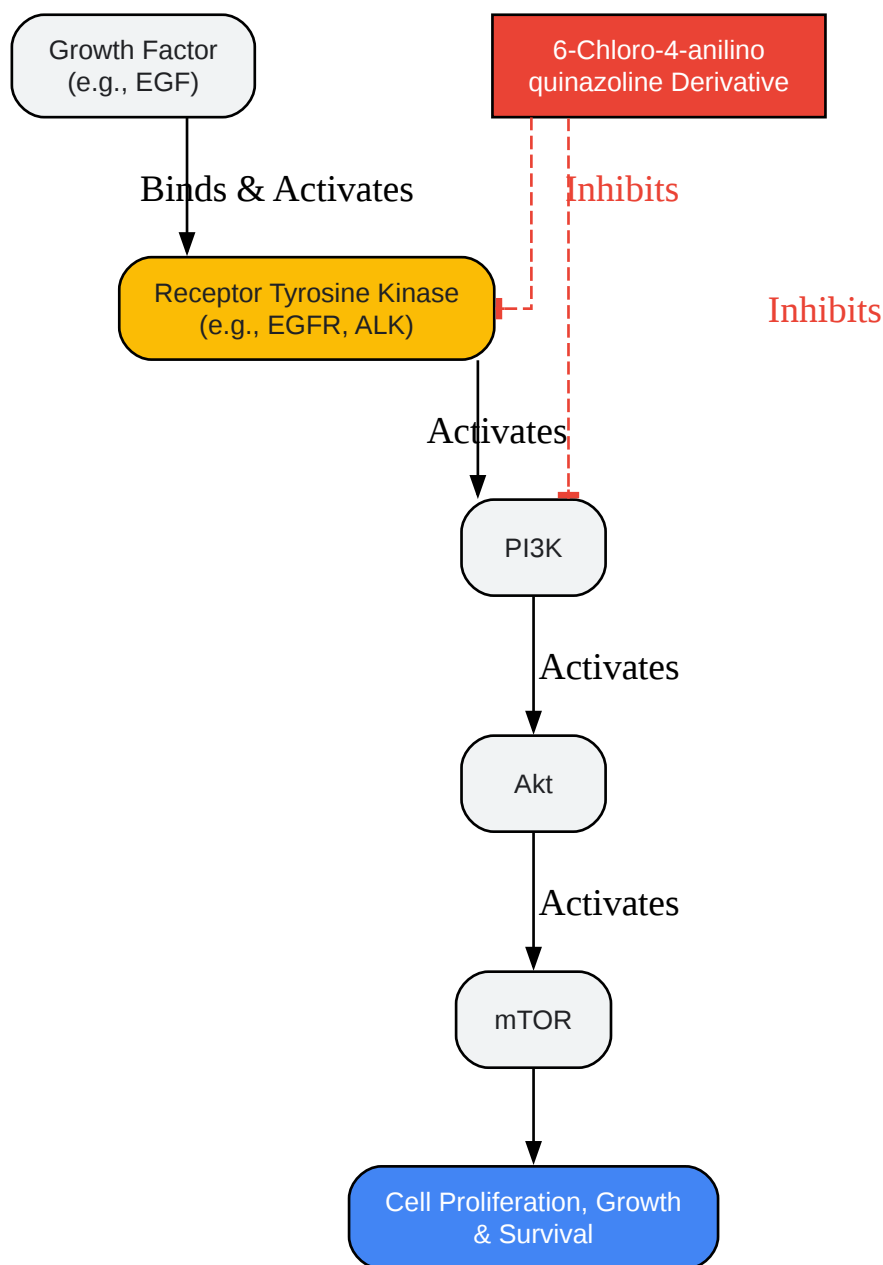 Growth Factor
(e.g., EGF)
6-Chloro-4-anilino
quinazoline Derivative
Binds & Activates
Inhibits
Receptor Tyrosine Kinase
(e.g., EGFR, ALK)
Inhibits
Activates
PI3K
Activates
Akt
Activates
mTOR
Cell Proliferation, Growth
& Survival